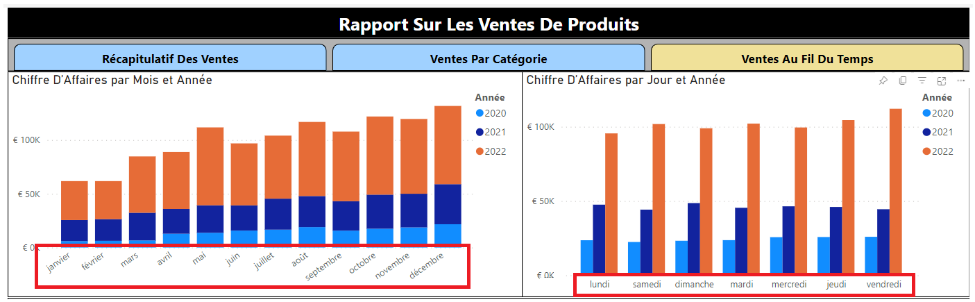 Rapport Sur Les Ventes De Produits
Récapitulatif Des Ventes
Ventes Par Catégorie
Ventes Au Fil Du Temps
Chiffre D'Affaires par Mois et Année
Année
2020
2021
2022
€ 100K
€ 50K
€ 0K
janvier
février
mars
avril
mai
juin
juillet
août
septembre
octobre
novembre
décembre
Chiffre D'Affaires par Jour et Année
Année
2020
2021
2022
€ 100K
€ 50K
€ 0K
lundi
samedi
dimanche
mardi
mercredi
jeudi
vendredi